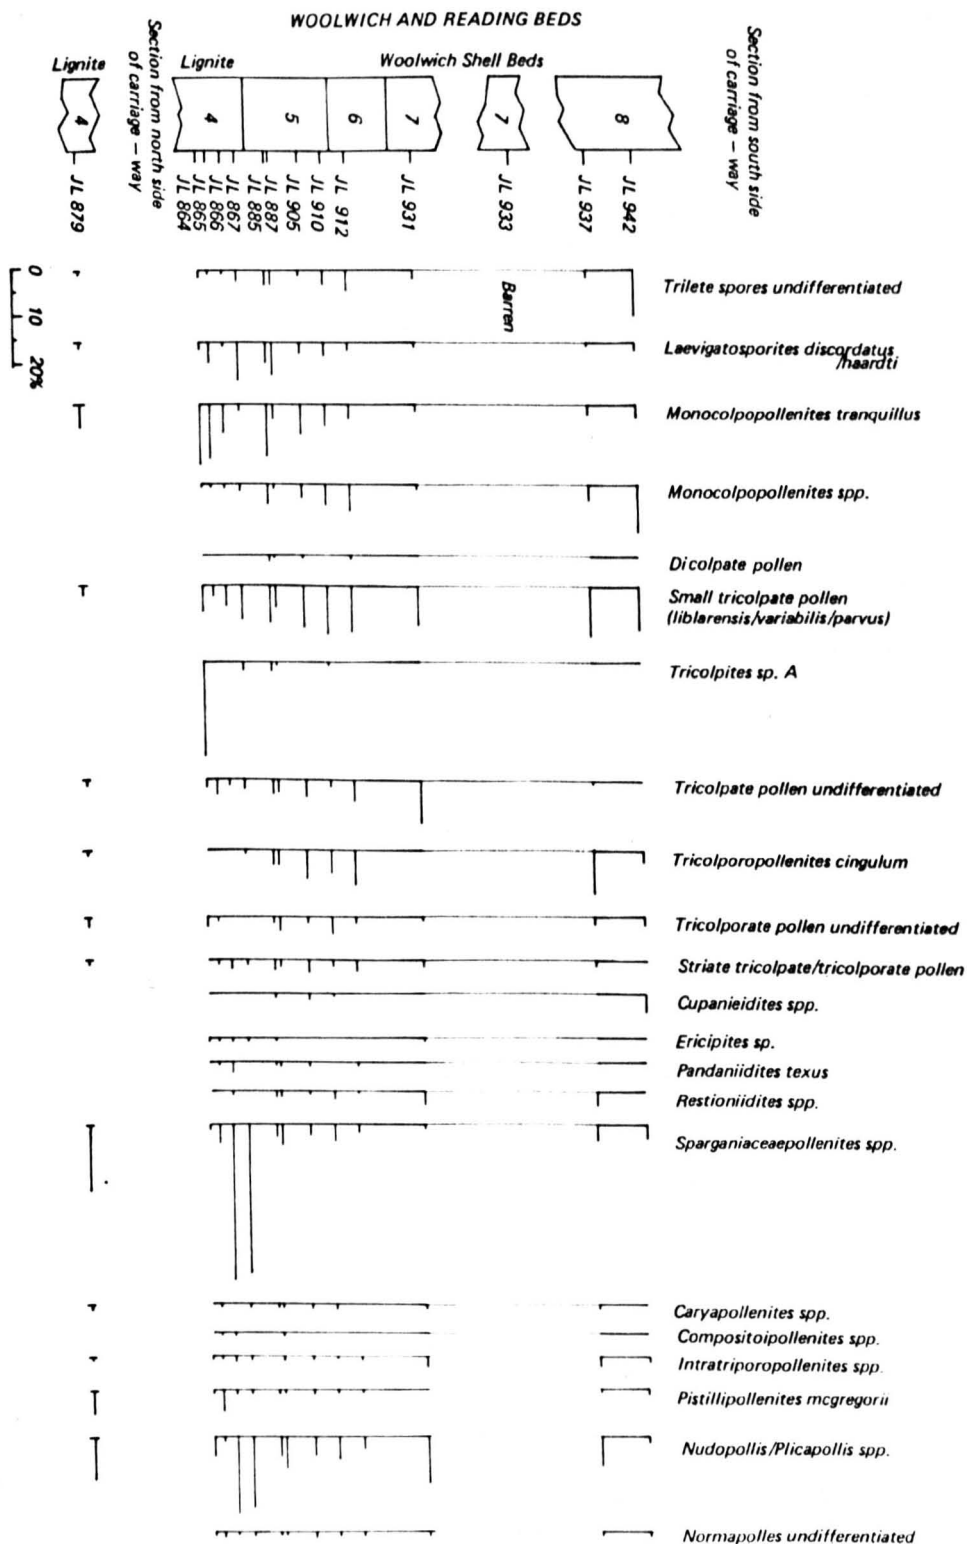 WOOLWICH AND READING BEDS
Lignite
Section from north side
of carriage – way
Lignite
Woolwich Shell Beds
Section from south side
of carriage – way
4
4
5
6
7
7
8
JL 879
JL 864
JL 865
JL 866
JL 867
JL 885
JL 887
JL 905
JL 910
JL 912
JL 931
JL 933
JL 937
JL 942
0
10
20%
Barren
Trilete spores undifferentiated
Laevigatosporites discordatus
/haardti
Monocolpopollenites tranquillus
Monocolpopollenites spp.
Dicolpate pollen
Small tricolpate pollen
(liblarensis/variabilis/parvus)
Tricolpites sp. A
Tricolpate pollen undifferentiated
Tricolporopollenites cingulum
Tricolporate pollen undifferentiated
Striate tricolpate/tricolporate pollen
Cupanieidites spp.
Ericipites sp.
Pandaniidites texus
Restioniidites spp.
Sparganiaceaepollenites spp.
Caryapollenites spp.
Compositoipollenites spp.
Intratriporopollenites spp.
Pistillipollenites mcgregorii
Nudopollis/Plicapollis spp.
Normapolles undifferentiated